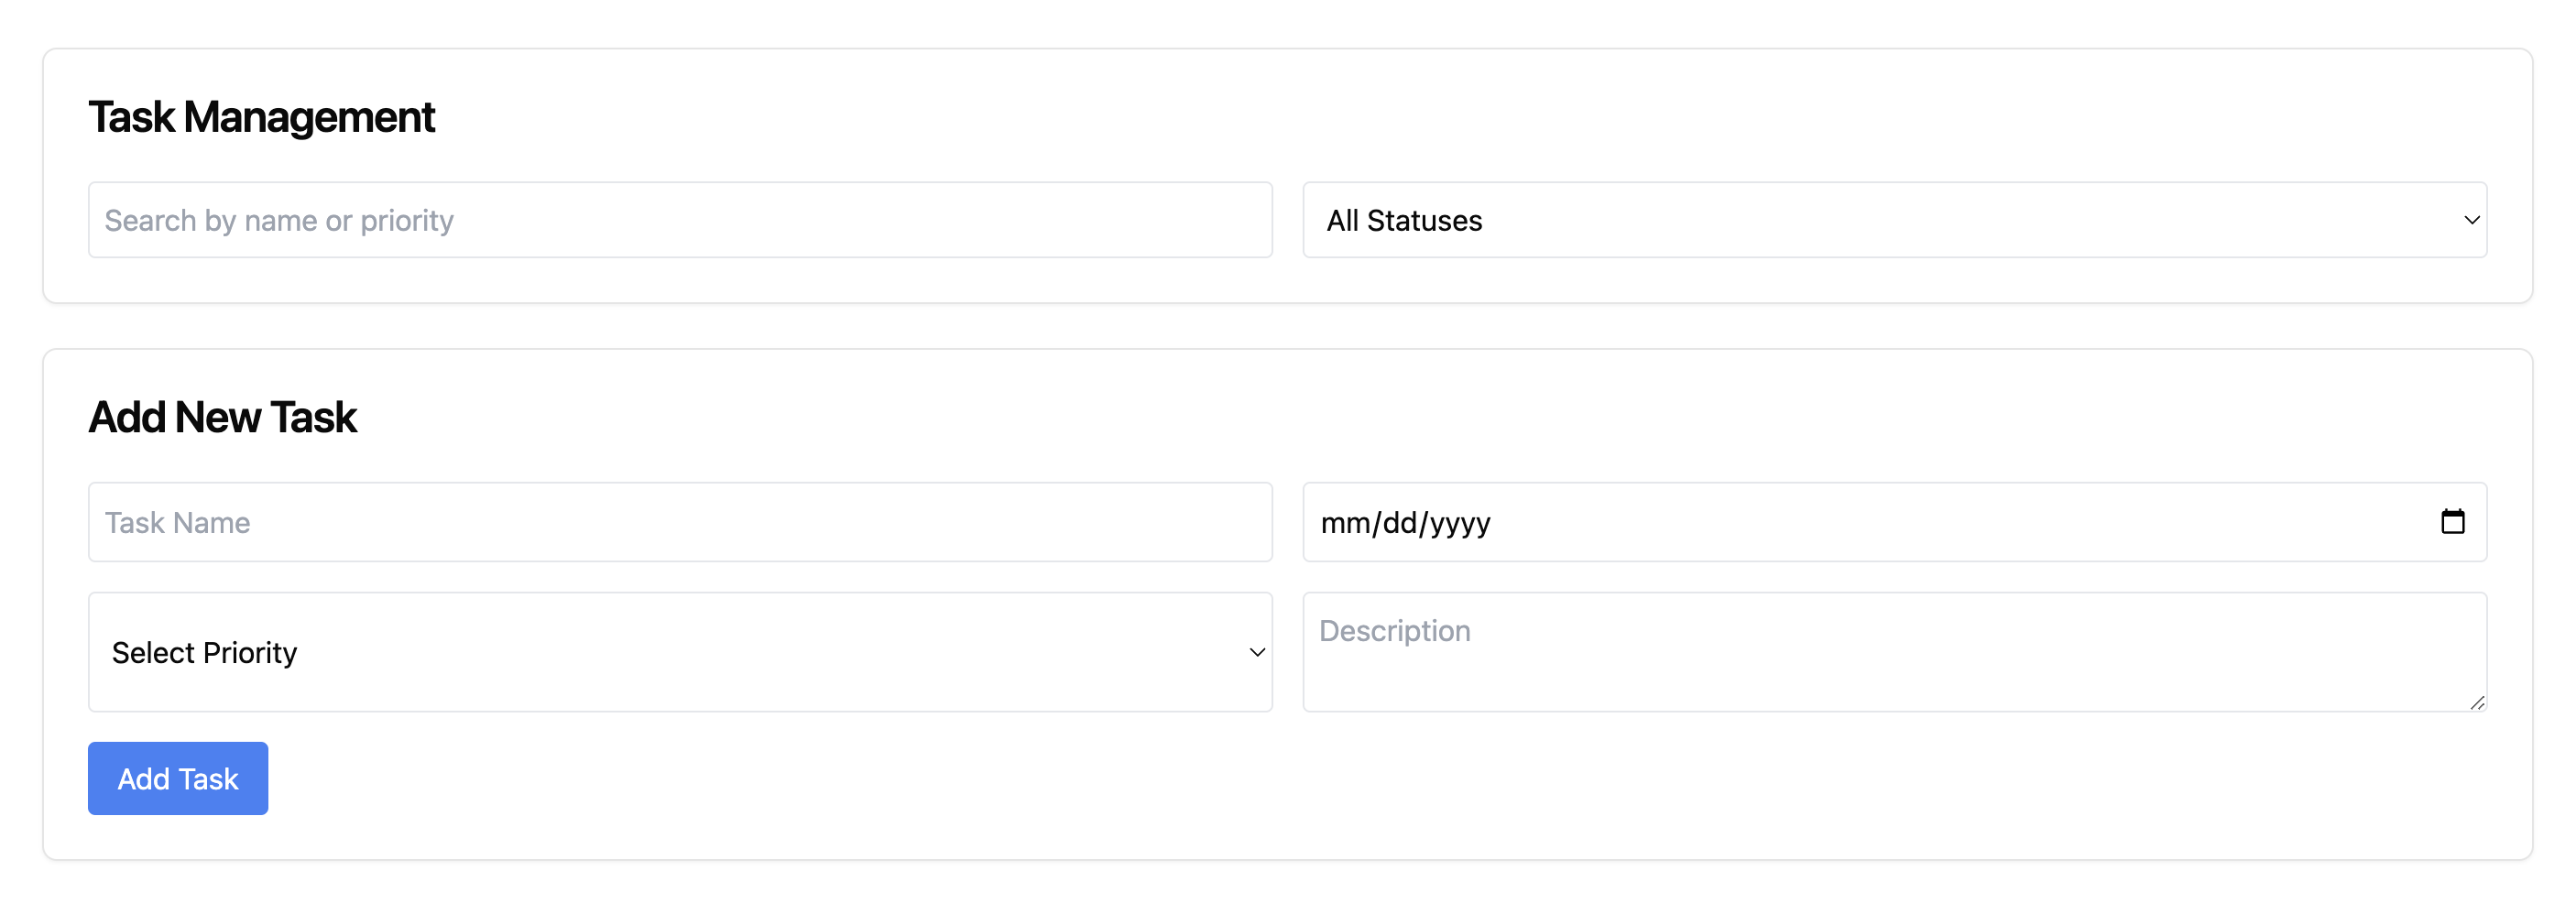 Task Management
Search by name or priority
All Statuses
Add New Task
Task Name
mm/dd/yyyy
Select Priority
Description
Add Task